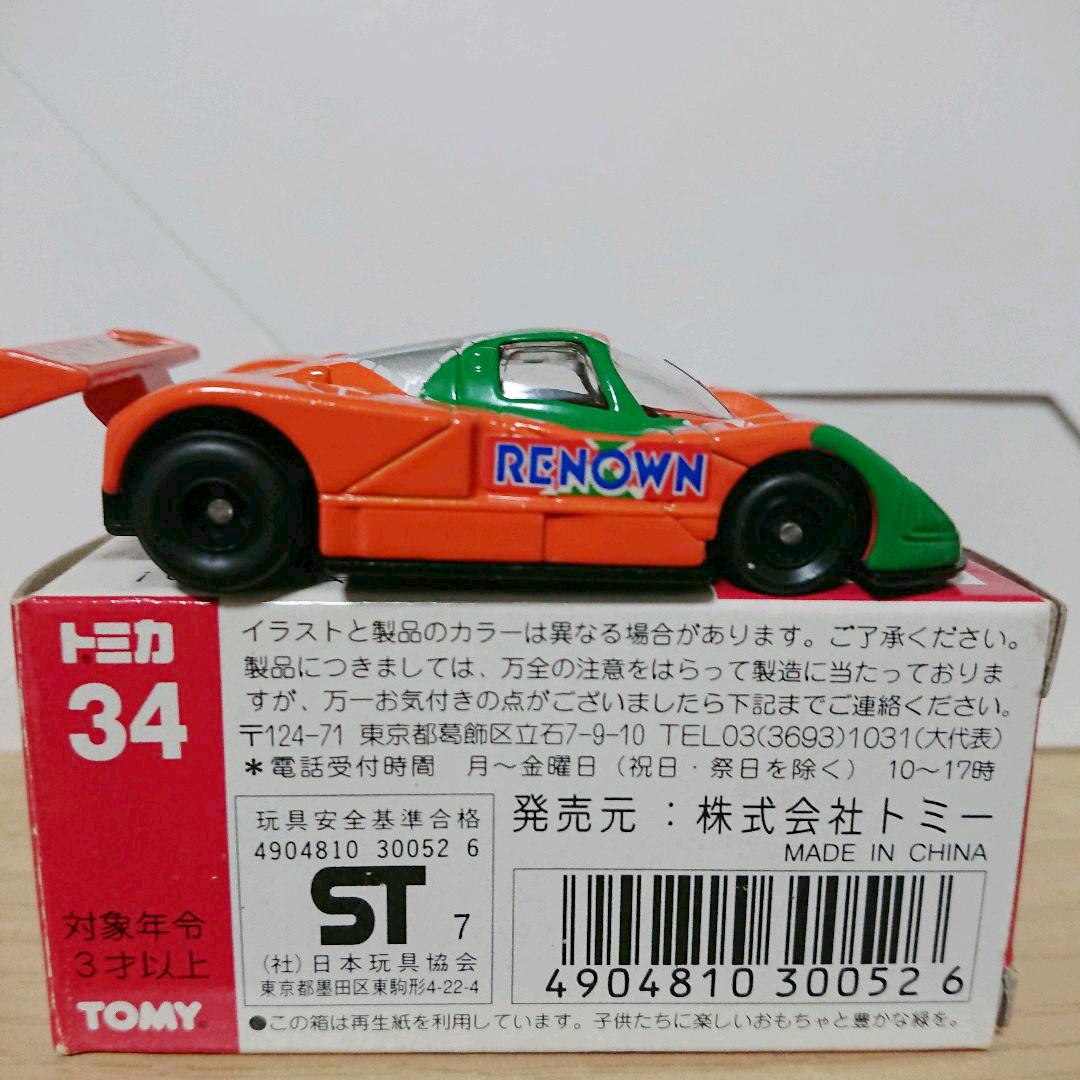 RENOWN
トミカ
34
イラストと製品のカラーは異なる場合があります。ご了承ください。
製品につきましては、万全の注意をはらって製造に当たっておりま
すが、万一お気付きの点がございましたら下記までご連絡ください。
〒124-71 東京都葛飾区立石7-9-10 TEL03(3693)1031(大代表)
＊電話受付時間 月〜金曜日（祝日・祭日を除く） 10〜17時
玩具安全基準合格
4904810 30052 6
ST 7
(社)日本玩具協会
東京都墨田区東駒形4-22-4
発売元：株式会社トミー
MADE IN CHINA
4904810 300526
対象年令
3才以上
TOMY®
●この箱は再生紙を利用しています。子供たちに楽しいおもちゃと豊かな緑を。